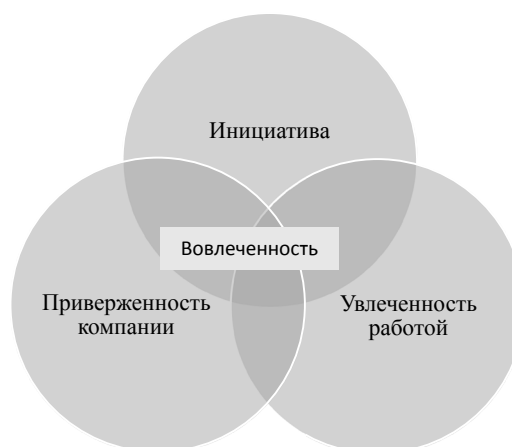 Инициатива
Вовлеченность
Приверженность
компании
Увлеченность
работой